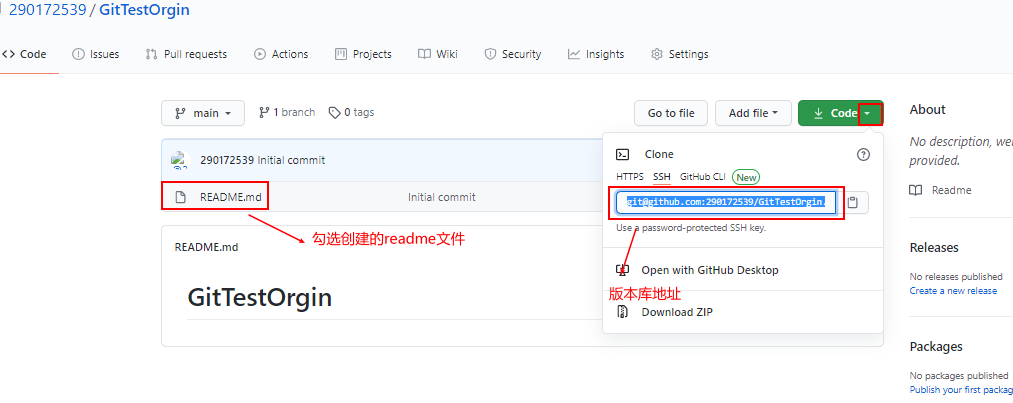 290172539 / GitTestOrgin
Code Issues Pull requests Actions Projects Wiki Security Insights Settings
main 1 branch 0 tags Go to file Add file Code
290172539 Initial commit
README.md Initial commit
勾选创建的readme文件
README.md
GitTestOrgin
Clone
HTTPS SSH GitHub CLI New
git@github.com:290172539/GitTestOrgin.
Use a password-protected SSH key.
Open with GitHub Desktop
版本库地址
Download ZIP
About
No description, we
provided.
Readme
Releases
No releases published
Create a new release
Packages
No packages published
Publish your first packag